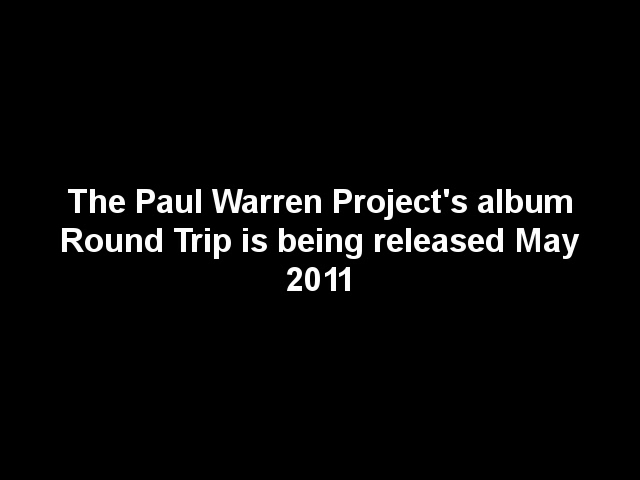 The Paul Warren Project's album
Round Trip is being released May
2011